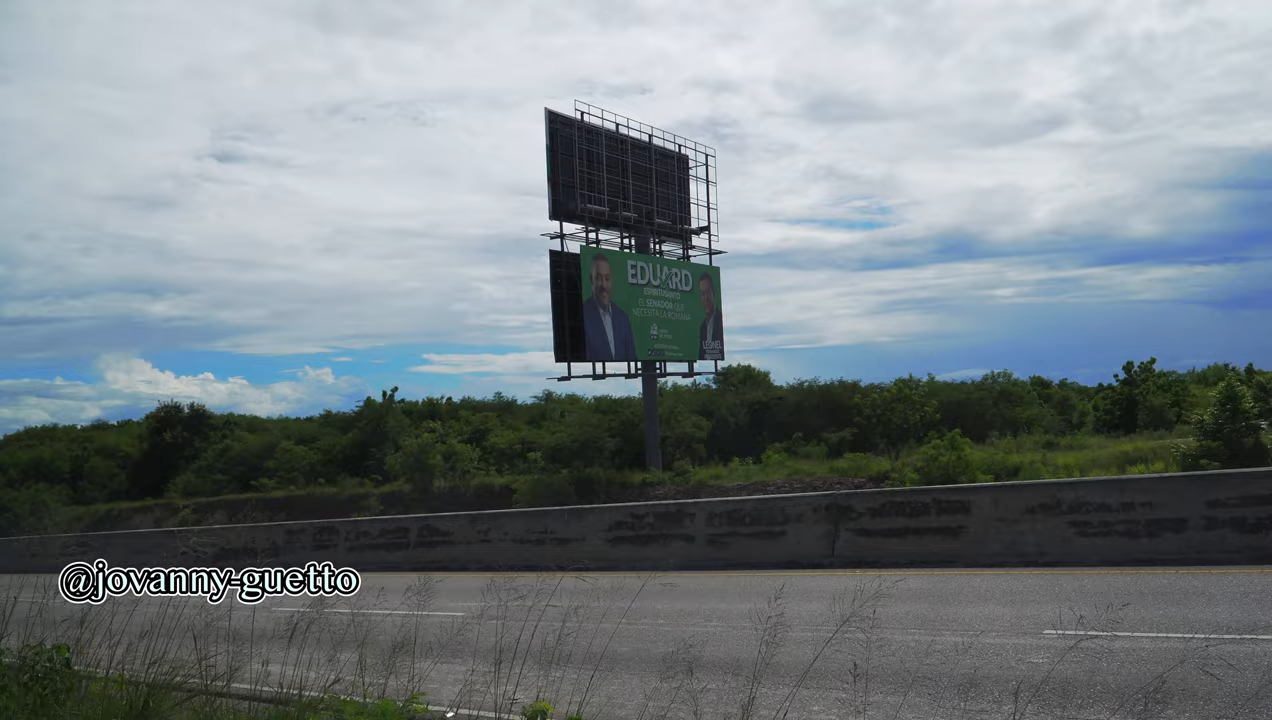 EDUARD
ESPIRITUSANTO
EL SENADOR QUE
NECESITA LA ROMANA
LEONEL
@jovanny-guetto